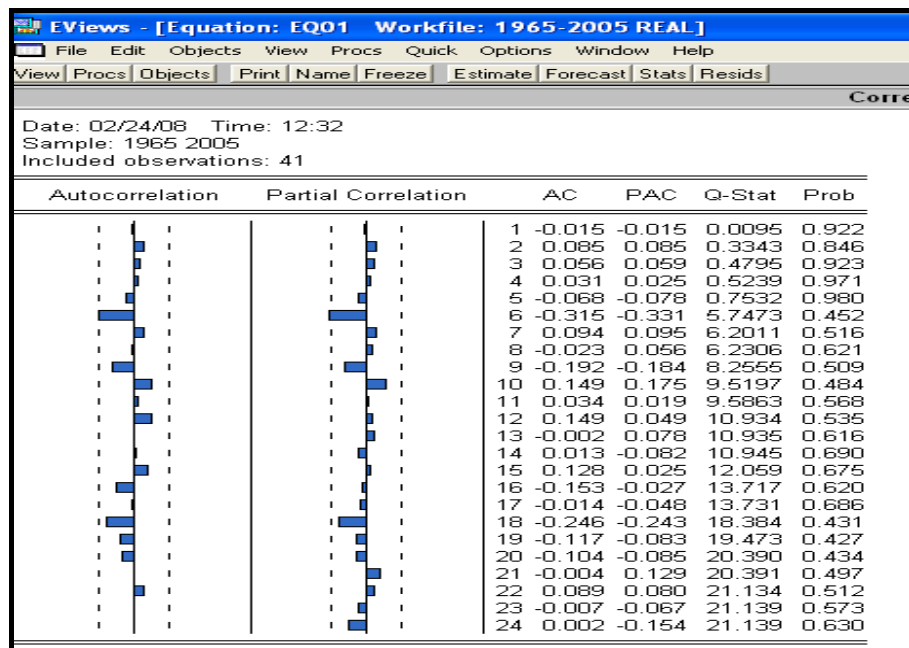 EViews - [Equation: EQ01 Workfile: 1965-2005 REAL]
File Edit Objects View Procs Quick Options Window Help
View Procs Objects Print Name Freeze Estimate Forecast Stats Resids
Corre
Date: 02/24/08 Time: 12:32
Sample: 1965 2005
Included observations: 41
Autocorrelation Partial Correlation AC PAC Q-Stat Prob
1 -0.015 -0.015 0.0095 0.922
2 0.085 0.085 0.3343 0.846
3 0.056 0.059 0.4795 0.923
4 0.031 0.025 0.5239 0.971
5 -0.068 -0.078 0.7532 0.980
6 -0.315 -0.331 5.7473 0.452
7 0.094 0.095 6.2011 0.516
8 -0.023 0.056 6.2306 0.621
9 -0.192 -0.184 8.2555 0.509
10 0.149 0.175 9.5197 0.484
11 0.034 0.019 9.5863 0.568
12 0.149 0.049 10.934 0.535
13 -0.002 0.078 10.935 0.616
14 0.013 -0.082 10.945 0.690
15 0.128 0.025 12.059 0.675
16 -0.153 -0.027 13.717 0.620
17 -0.014 -0.048 13.731 0.686
18 -0.246 -0.243 18.384 0.431
19 -0.117 -0.083 19.473 0.427
20 -0.104 -0.085 20.390 0.434
21 -0.004 0.129 20.391 0.497
22 0.089 0.080 21.134 0.512
23 -0.007 -0.067 21.139 0.573
24 0.002 -0.154 21.139 0.630